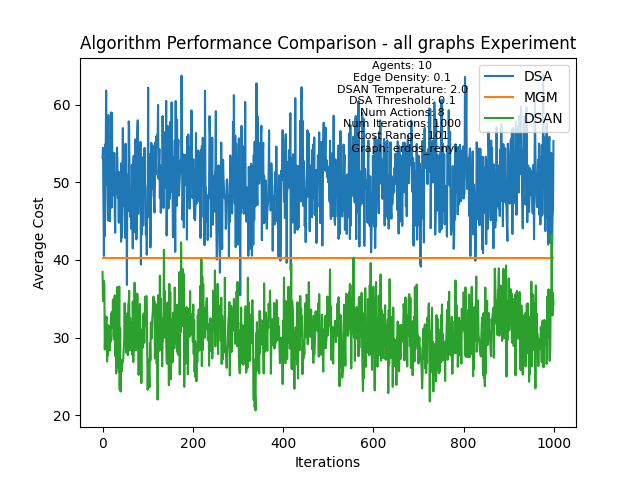 Algorithm Performance Comparison - all graphs Experiment
Agents: 10
Edge Density: 0.1
DSAN Temperature: 2.0
DSA Threshold: 0.1
Num Actions: 8
Num Iterations: 1000
Cost Range: 101
Graph: erdos_renyi
DSA
MGM
DSAN
Average Cost
60
50
40
30
20
0
200
400
600
800
1000
Iterations